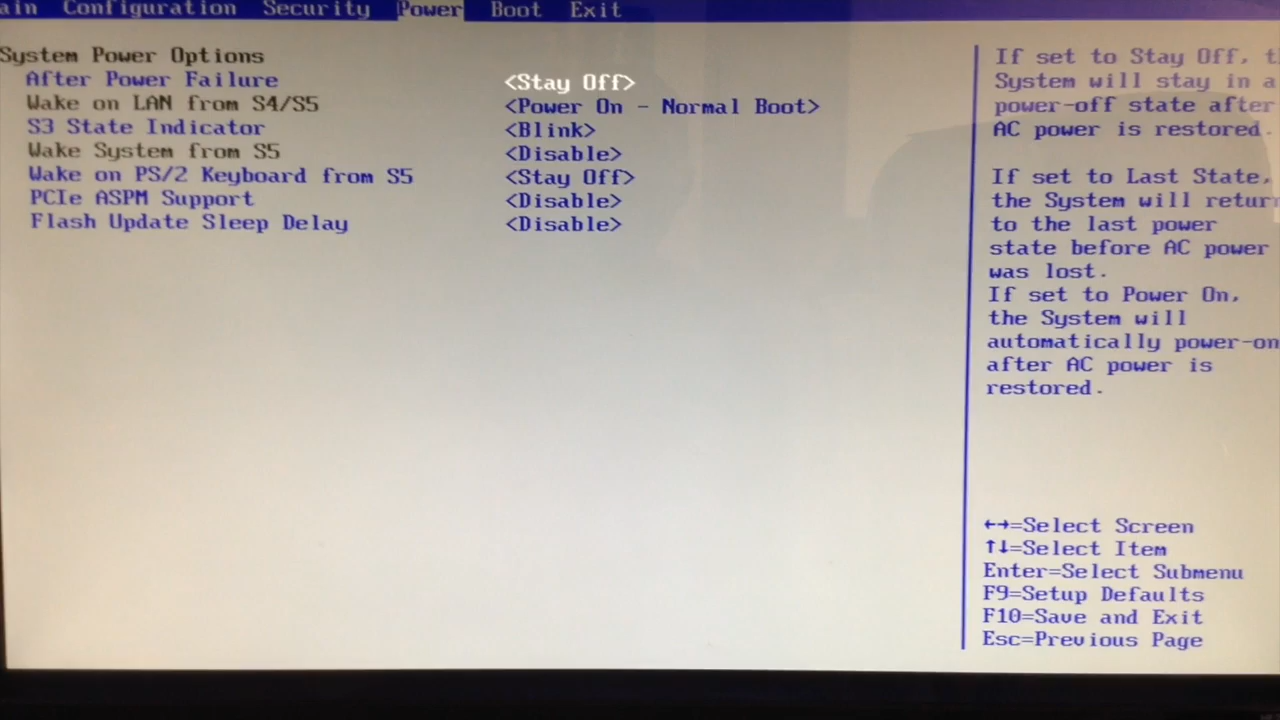 ain Configuration Security Power Boot Exit
System Power Options
After Power Failure <Stay Off>
Wake on LAN from S4/S5 <Power On - Normal Boot>
S3 State Indicator <Blink>
Wake System from S5 <Disable>
Wake on PS/2 Keyboard from S5 <Stay Off>
PCIe ASPM Support <Disable>
Flash Update Sleep Delay <Disable>
If set to Stay Off, t
System will stay in a
power-off state after
AC power is restored.
If set to Last State,
the System will retur
to the last power
state before AC power
was lost.
If set to Power On,
the System will
automatically power-on
after AC power is
restored.
←→=Select Screen
↑↓=Select Item
Enter=Select Submenu
F9=Setup Defaults
F10=Save and Exit
Esc=Previous Page